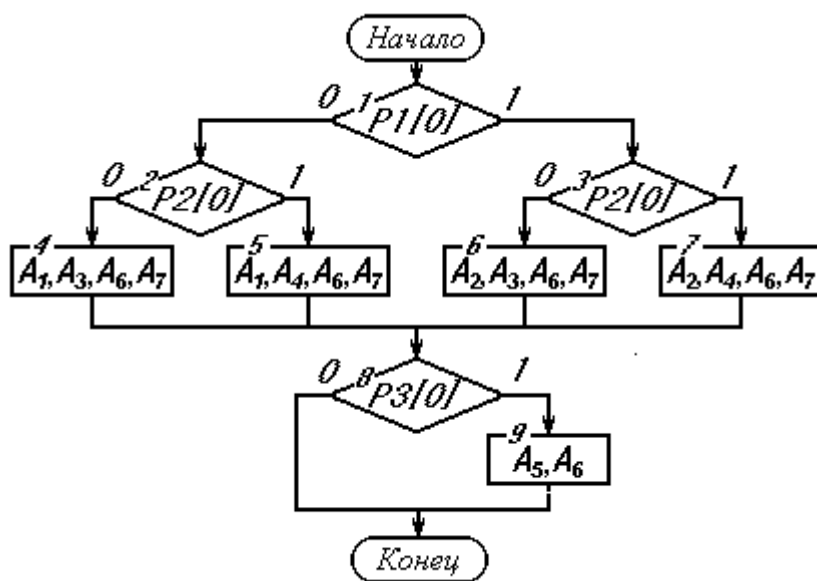 Начало
0 1 1
P1[0]
0 2 1 0 3 1
P2[0] P2[0]
4 5 6 7
A₁, A₃, A₆, A₇ A₁, A₄, A₆, A₇ A₂, A₃, A₆, A₇ A₂, A₄, A₆, A₇
0 8 1
P3[0]
9
A₅, A₆
Конец